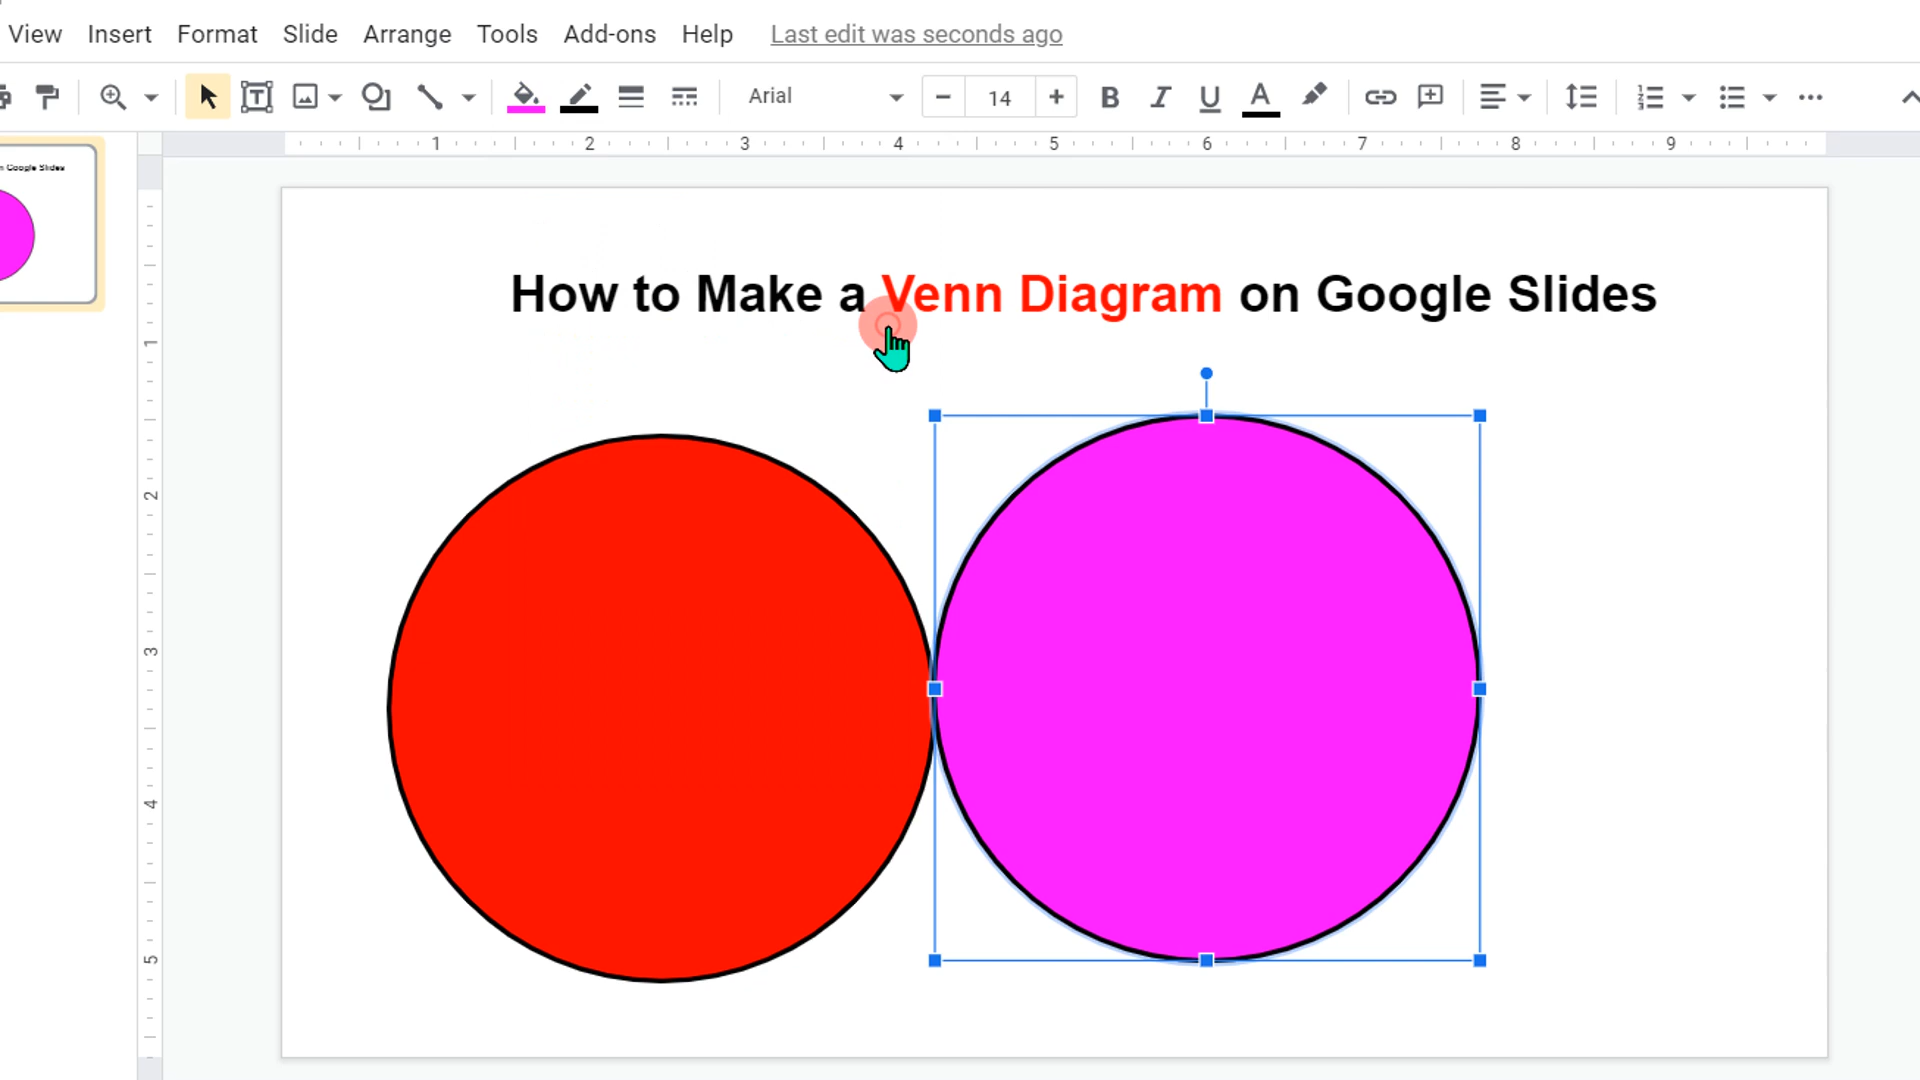 View Insert Format Slide Arrange Tools Add-ons Help Last edit was seconds ago
Arial 14 B I U A
1 2 3 4 5 6 7 8 9
n Google Slides
How to Make a Venn Diagram on Google Slides
1
2
3
4
5